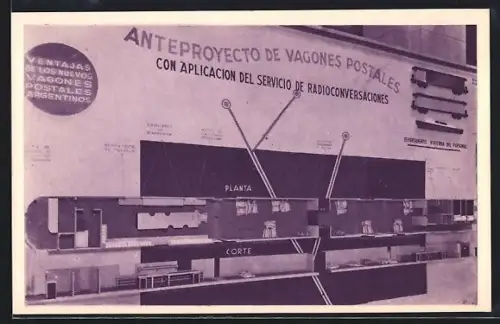 ANTEPROYECTO DE VAGONES POSTALES
CON APLICACION DEL SERVICIO DE RADIOCONVERSACIONES
VENTAJAS
DE LOS NUEVOS
VAGONES
POSTALES
ARGENTINOS
PLANTA
CORTE